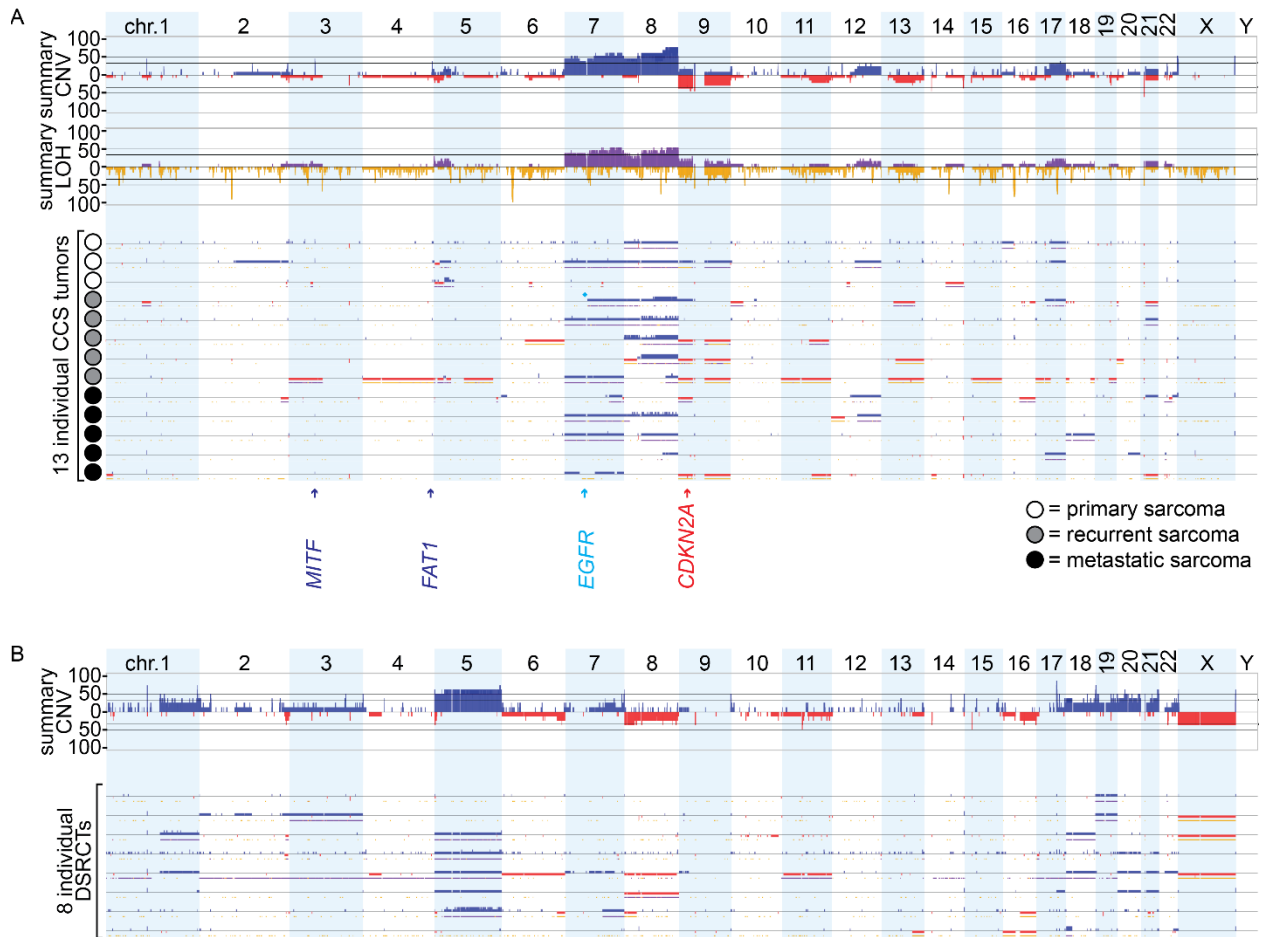 A
chr.1 2 3 4 5 6 7 8 9 10 11 12 13 14 15 16 17 18 19 20 21 22 X Y
summary CNV
100
50
0
50
100
summary LOH
100
50
0
50
100
13 individual CCS tumors
MITF
FAT1
EGFR
CDKN2A
= primary sarcoma
= recurrent sarcoma
= metastatic sarcoma
B
chr.1 2 3 4 5 6 7 8 9 10 11 12 13 14 15 16 17 18 19 20 21 22 X Y
summary CNV
100
50
0
50
100
8 individual
DSRCTs